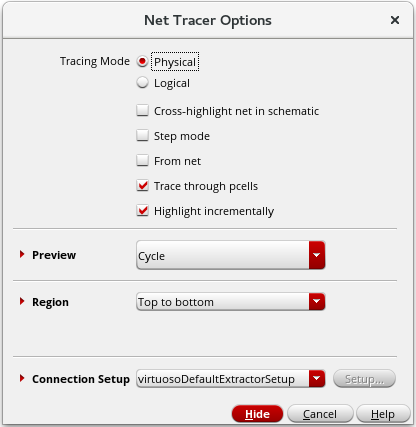 Net Tracer Options
Tracing Mode Physical
Logical
Cross-highlight net in schematic
Step mode
From net
Trace through pcells
Highlight incrementally
Preview Cycle
Region Top to bottom
Connection Setup virtuosoDefaultExtractorSetup Setup...
Hide Cancel Help